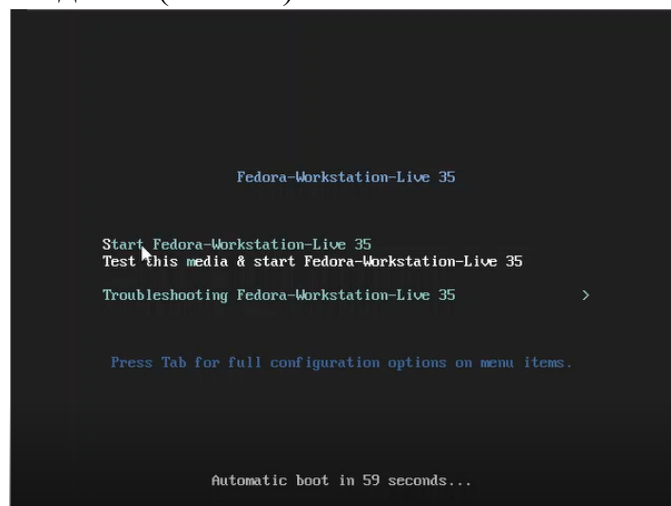 Fedora-Workstation-Live 35
Start Fedora-Workstation-Live 35
Test this media & start Fedora-Workstation-Live 35
Troubleshooting Fedora-Workstation-Live 35 >
Press Tab for full configuration options on menu items.
Automatic boot in 59 seconds...